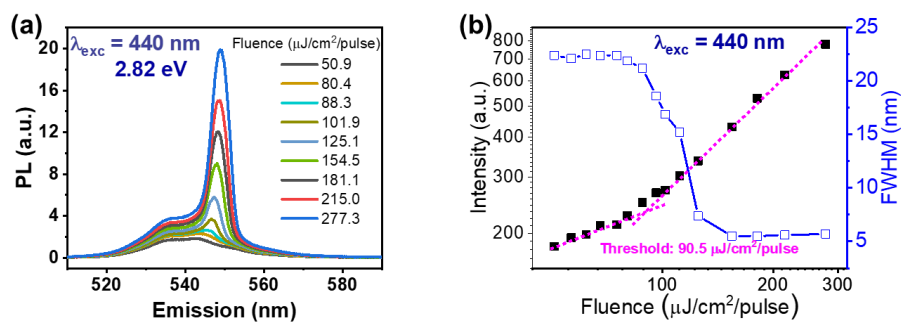 (a)
λexc = 440 nm
2.82 eV
Fluence (μJ/cm²/pulse)
50.9
80.4
88.3
101.9
125.1
154.5
181.1
215.0
277.3
PL (a.u.)
20
16
12
8
4
0
520
540
560
580
Emission (nm)
(b)
λexc = 440 nm
Intensity (a.u.)
800
700
600
500
400
300
200
Threshold: 90.5 μJ/cm²/pulse
100
200
300
Fluence (μJ/cm²/pulse)
25
20
15
10
5
FWHM (nm)